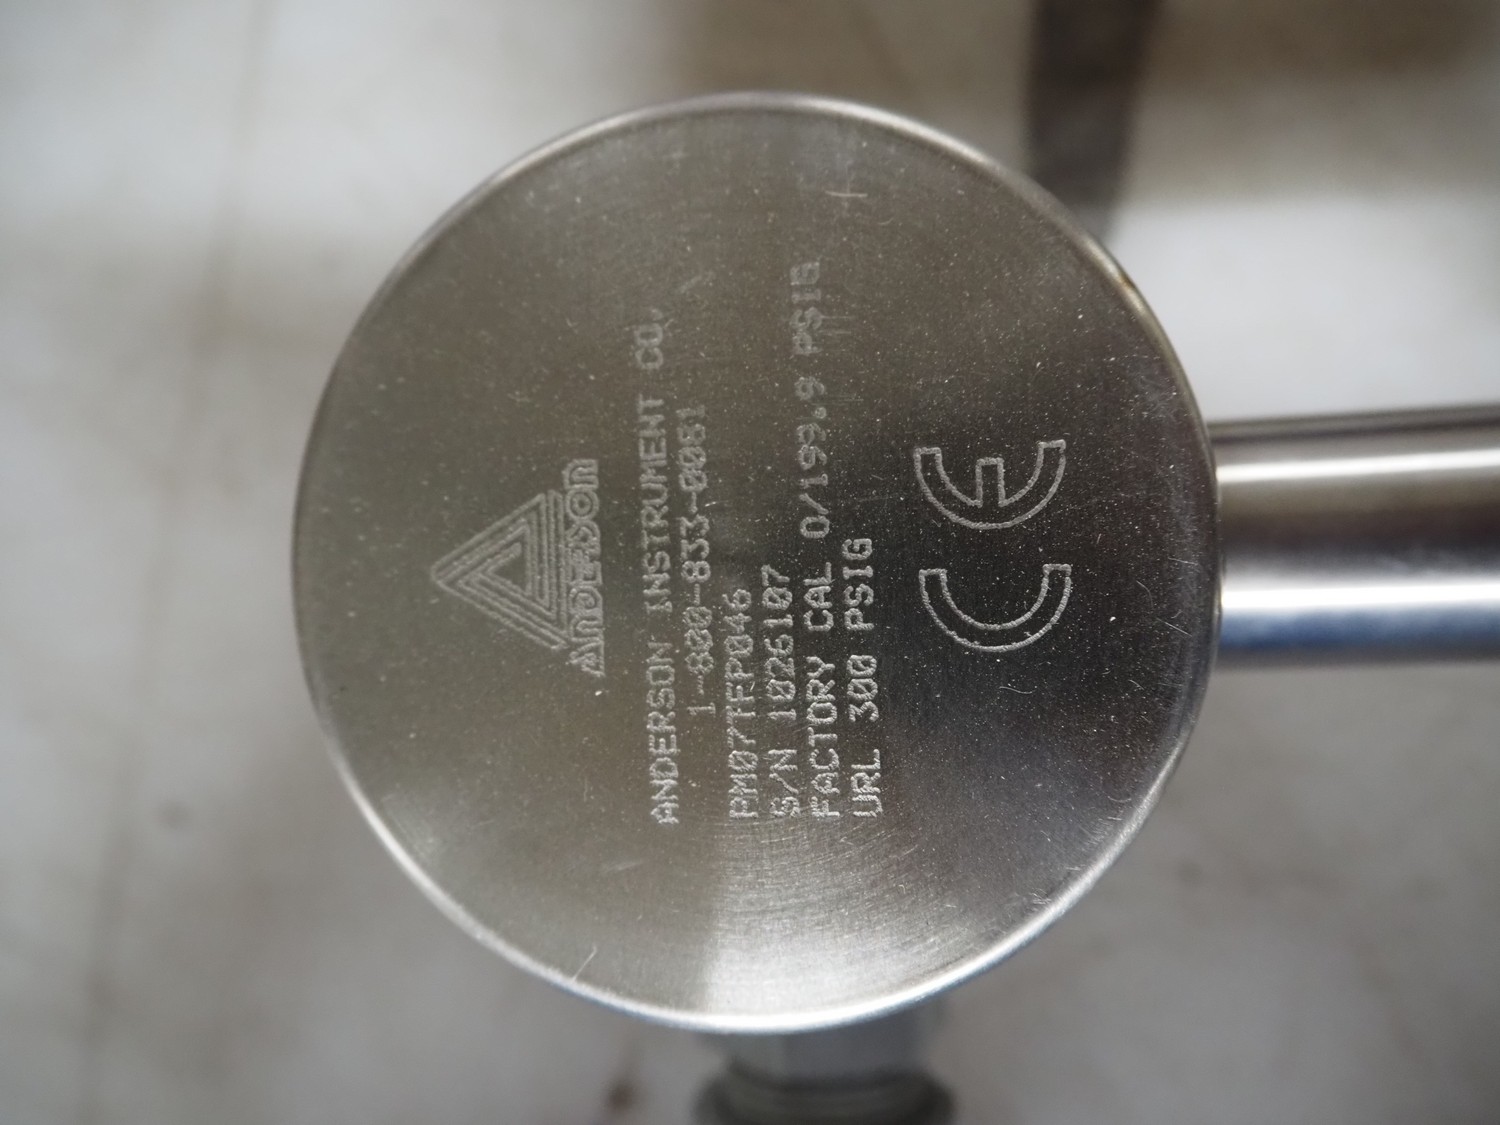 ANDERSON
ANDERSON INSTRUMENT CO.
1-800-833-0081
S/N 1026107
FACTORY CAL 0/199.9 PSIG
URL 300 PSIG
CE